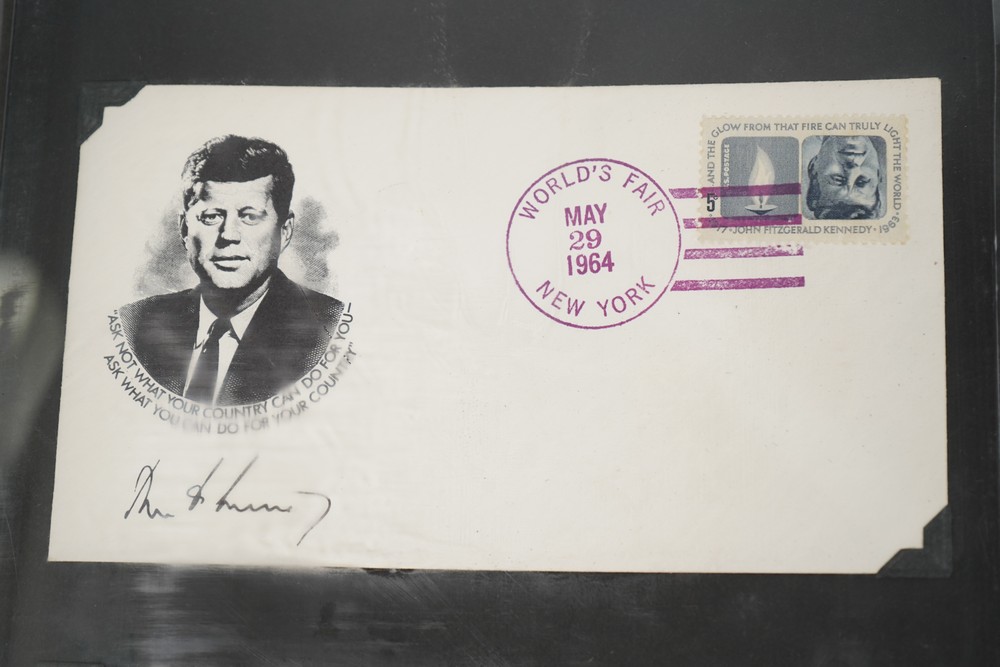 "ASK NOT WHAT YOUR COUNTRY CAN DO FOR YOU–
ASK WHAT YOU CAN DO FOR YOUR COUNTRY"
WORLD'S FAIR
MAY
29
1964
NEW YORK
AND THE GLOW FROM THAT FIRE CAN TRULY LIGHT THE WORLD
U.S. POSTAGE
5¢
JOHN FITZGERALD KENNEDY · 1963